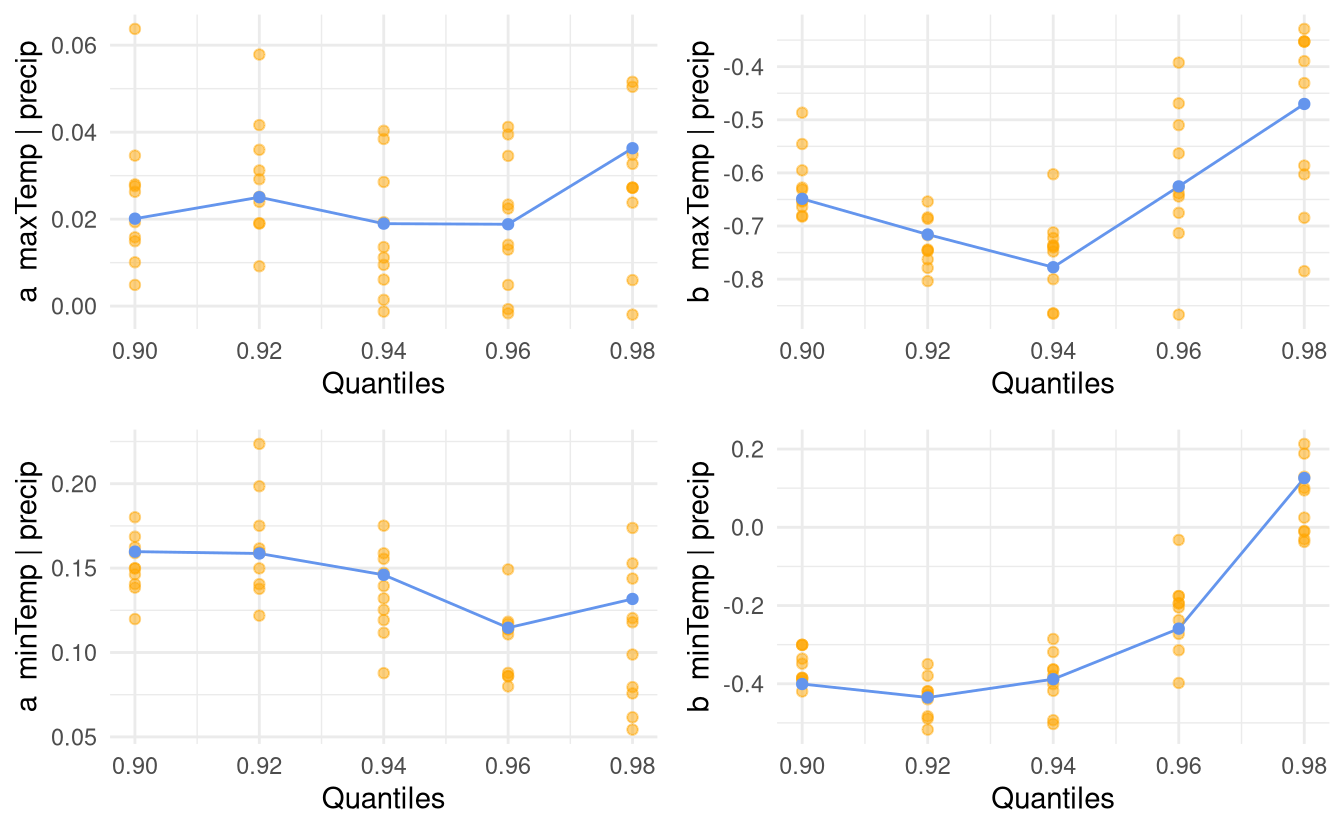 a maxTemp | precip
0.06
0.04
0.02
0.00
0.90 0.92 0.94 0.96 0.98
Quantiles
b maxTemp | precip
-0.4
-0.5
-0.6
-0.7
-0.8
0.90 0.92 0.94 0.96 0.98
Quantiles
a minTemp | precip
0.20
0.15
0.10
0.05
0.90 0.92 0.94 0.96 0.98
Quantiles
b minTemp | precip
0.2
0.0
-0.2
-0.4
0.90 0.92 0.94 0.96 0.98
Quantiles